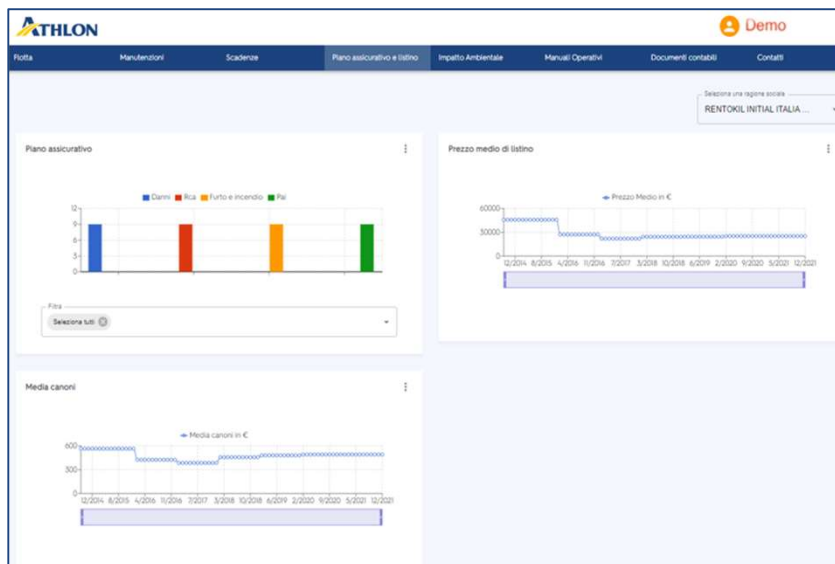 ATHLON
Demo
Flotta Manutenzioni Scadenze Piano assicurativo e listino Impatto Ambientale Manuali Operativi Documenti contabili Contatti
Seleziona una ragione sociale
RENTOKIL INITIAL ITALIA ...
Piano assicurativo
Danni Rca Furto e incendio Pai
12
9
6
3
0
Filtra
Seleziona tutti
Prezzo medio di listino
Prezzo Medio in €
60000
30000
0
12/2014 8/2015 4/2016 11/2016 7/2017 3/2018 10/2018 6/2019 2/2020 9/2020 5/2021 12/2021
Media canoni
Media canoni in €
600
300
0
12/2014 8/2015 4/2016 11/2016 7/2017 3/2018 10/2018 6/2019 2/2020 9/2020 5/2021 12/2021